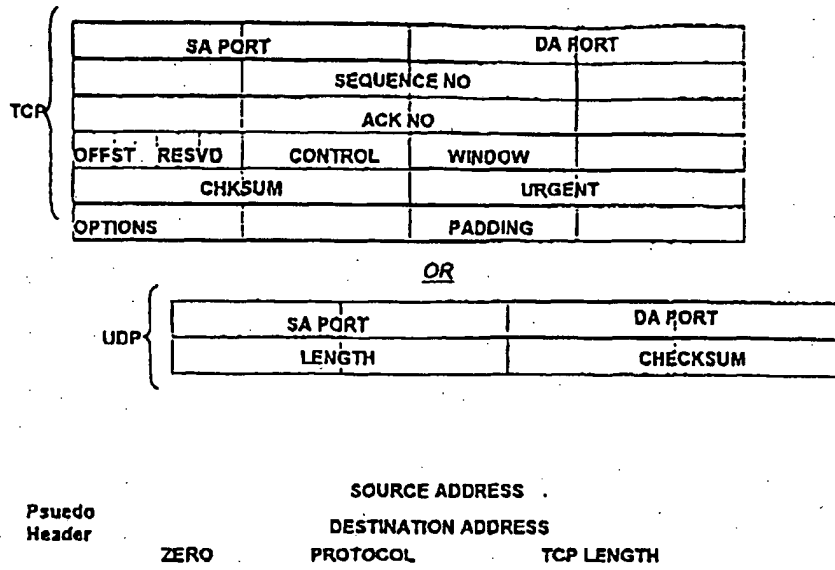 SA PORT DA PORT
SEQUENCE NO
TCP
ACK NO
OFFST RESVD CONTROL WINDOW
CHKSUM URGENT
OPTIONS PADDING
OR
UDP
SA PORT DA PORT
LENGTH CHECKSUM
SOURCE ADDRESS
Psuedo
Header
DESTINATION ADDRESS
ZERO PROTOCOL TCP LENGTH